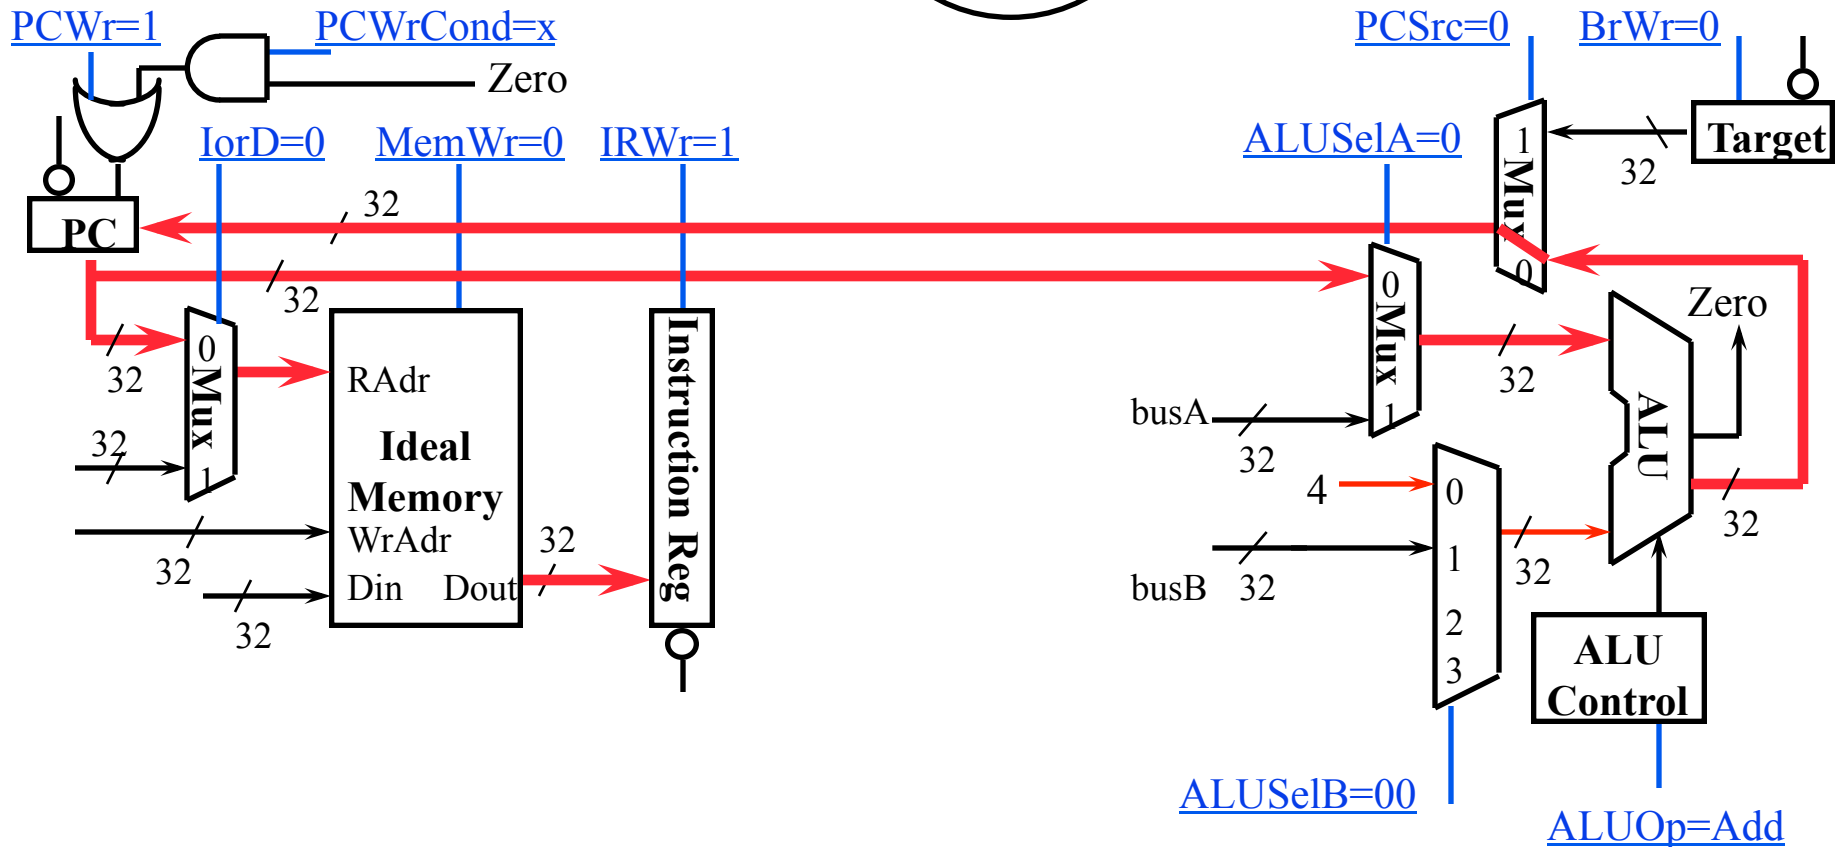 PCWr=1 PCWrCond=x PCSrc=0 BrWr=0
Zero
IorD=0 MemWr=0 IRWr=1 ALUSelA=0 1 Target
32
32
PC
Mux
0
32
0
Mux
1
32
Zero
0
Mux
1
32
32
RAdr
Ideal
Memory
WrAdr
Din Dout
32
32
32
32
Instruction Reg
busA
32
32
ALU
4
0
1
2
3
busB 32
32
32
ALU
Control
ALUSelB=00
ALUOp=Add